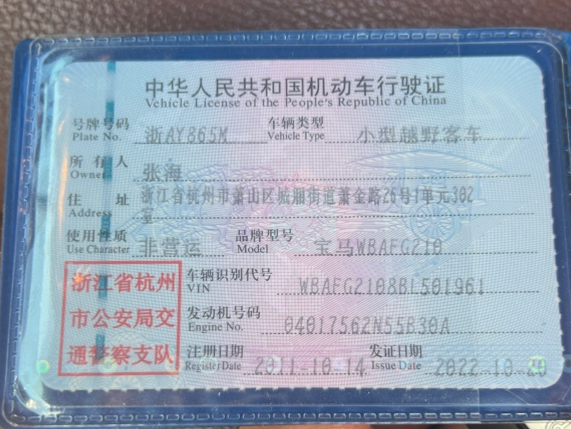 中华人民共和国机动车行驶证
Vehicle License of the People's Republic of China
号牌号码 浙AY865M 车辆类型 小型越野客车
Plate No. Vehicle Type
所有人 张海
Owner
住址 浙江省杭州市萧山区城厢街道萧金路26号1单元302
Address 室
使用性质 非营运 品牌型号 宝马WBAFG210
Use Character Model
浙江省杭州 车辆识别代号 WBAFG2108BL501961
VIN
市公安局交 发动机号码 04017562N55B30A
Engine No.
通警察支队 注册日期 2011-10-14 发证日期 2022-10-20
Register Date Issue Date